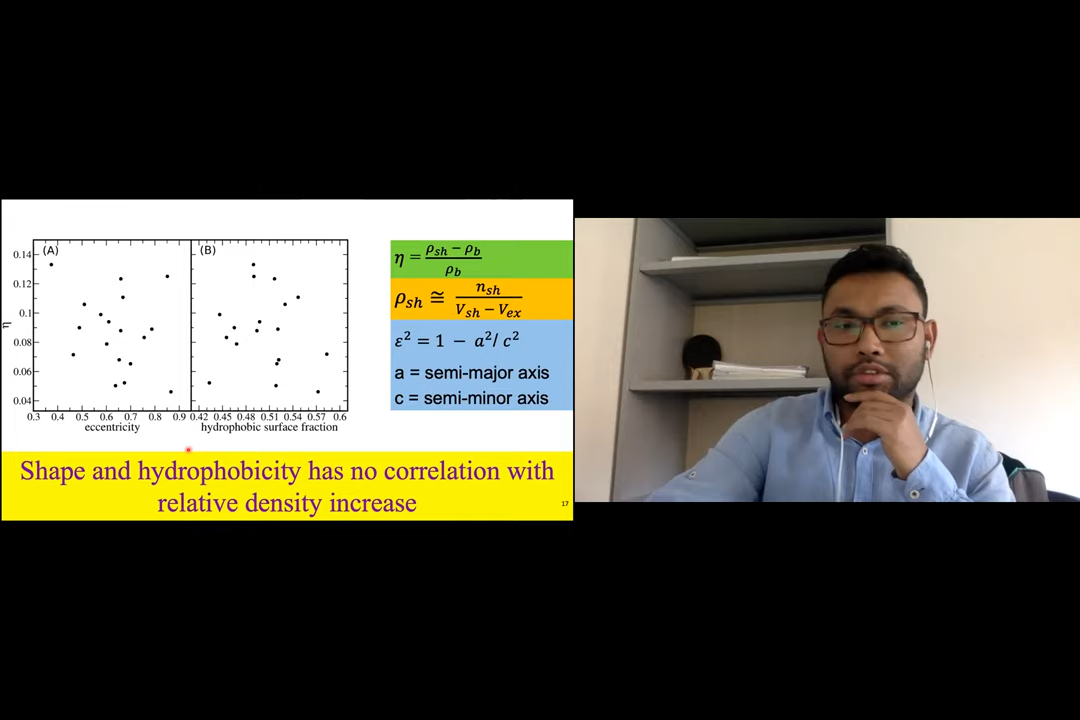 (A)
(B)
0.14
0.12
0.1
0.08
0.06
0.04
η
0.3 0.4 0.5 0.6 0.7 0.8 0.9
eccentricity
0.42 0.45 0.48 0.51 0.54 0.57 0.6
hydrophobic surface fraction
η = (ρsh − ρb) / ρb
ρsh ≅ nsh / (Vsh − Vex)
ε² = 1 − a²/ c²
a = semi-major axis
c = semi-minor axis
Shape and hydrophobicity has no correlation with
relative density increase
17